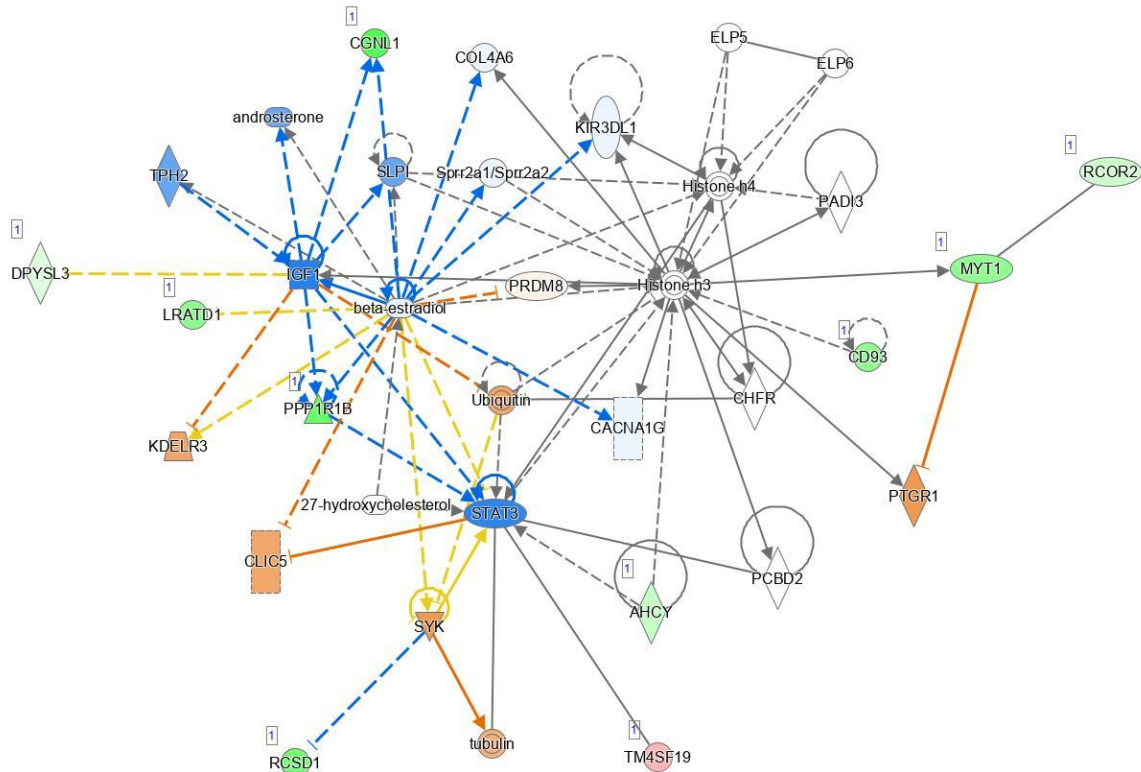 1
CGNL1
COL4A6
ELP5
ELP6
androsterone
KIR3DL1
TPH2
SLPI
Sprr2a1/Sprr2a2
Histone h4
PADI3
1
RCOR2
1
DPYSL3
IGF1
PRDM8
Histone h3
1
MYT1
1
LRATD1
beta-estradiol
1
CD93
1
PPP1R1B
Ubiquitin
CACNA1G
CHFR
KDELR3
PTGR1
27-hydroxycholesterol
STAT3
CLIC5
PCBD2
1
AHCY
SYK
1
RCSD1
tubulin
1
TM4SF19